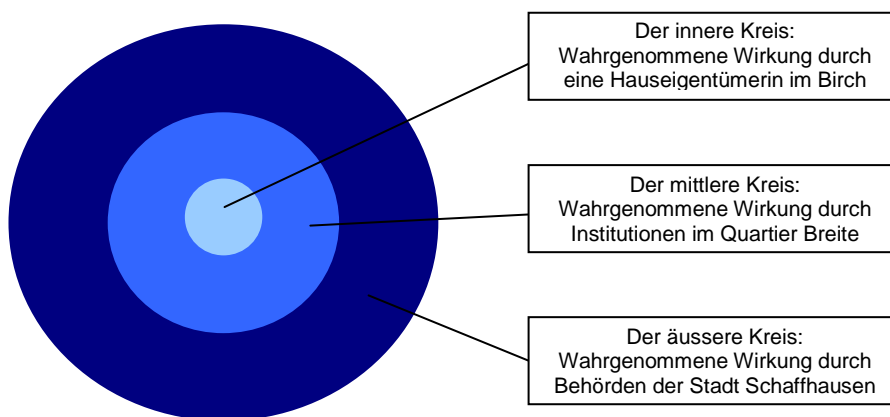 Der innere Kreis:
Wahrgenommene Wirkung durch
eine Hauseigentümerin im Birch
Der mittlere Kreis:
Wahrgenommene Wirkung durch
Institutionen im Quartier Breite
Der äussere Kreis:
Wahrgenommene Wirkung durch
Behörden der Stadt Schaffhausen